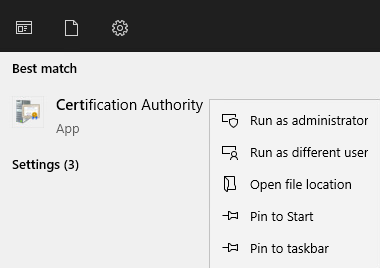 Best match
Certification Authority
App
Settings (3)
Run as administrator
Run as different user
Open file location
Pin to Start
Pin to taskbar